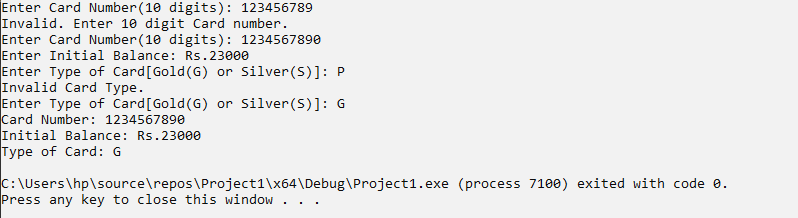 Enter Card Number(10 digits): 123456789
Invalid. Enter 10 digit Card number.
Enter Card Number(10 digits): 1234567890
Enter Initial Balance: Rs.23000
Enter Type of Card[Gold(G) or Silver(S)]: P
Invalid Card Type.
Enter Type of Card[Gold(G) or Silver(S)]: G
Card Number: 1234567890
Initial Balance: Rs.23000
Type of Card: G
C:\Users\hp\source\repos\Project1\x64\Debug\Project1.exe (process 7100) exited with code 0.
Press any key to close this window . . .